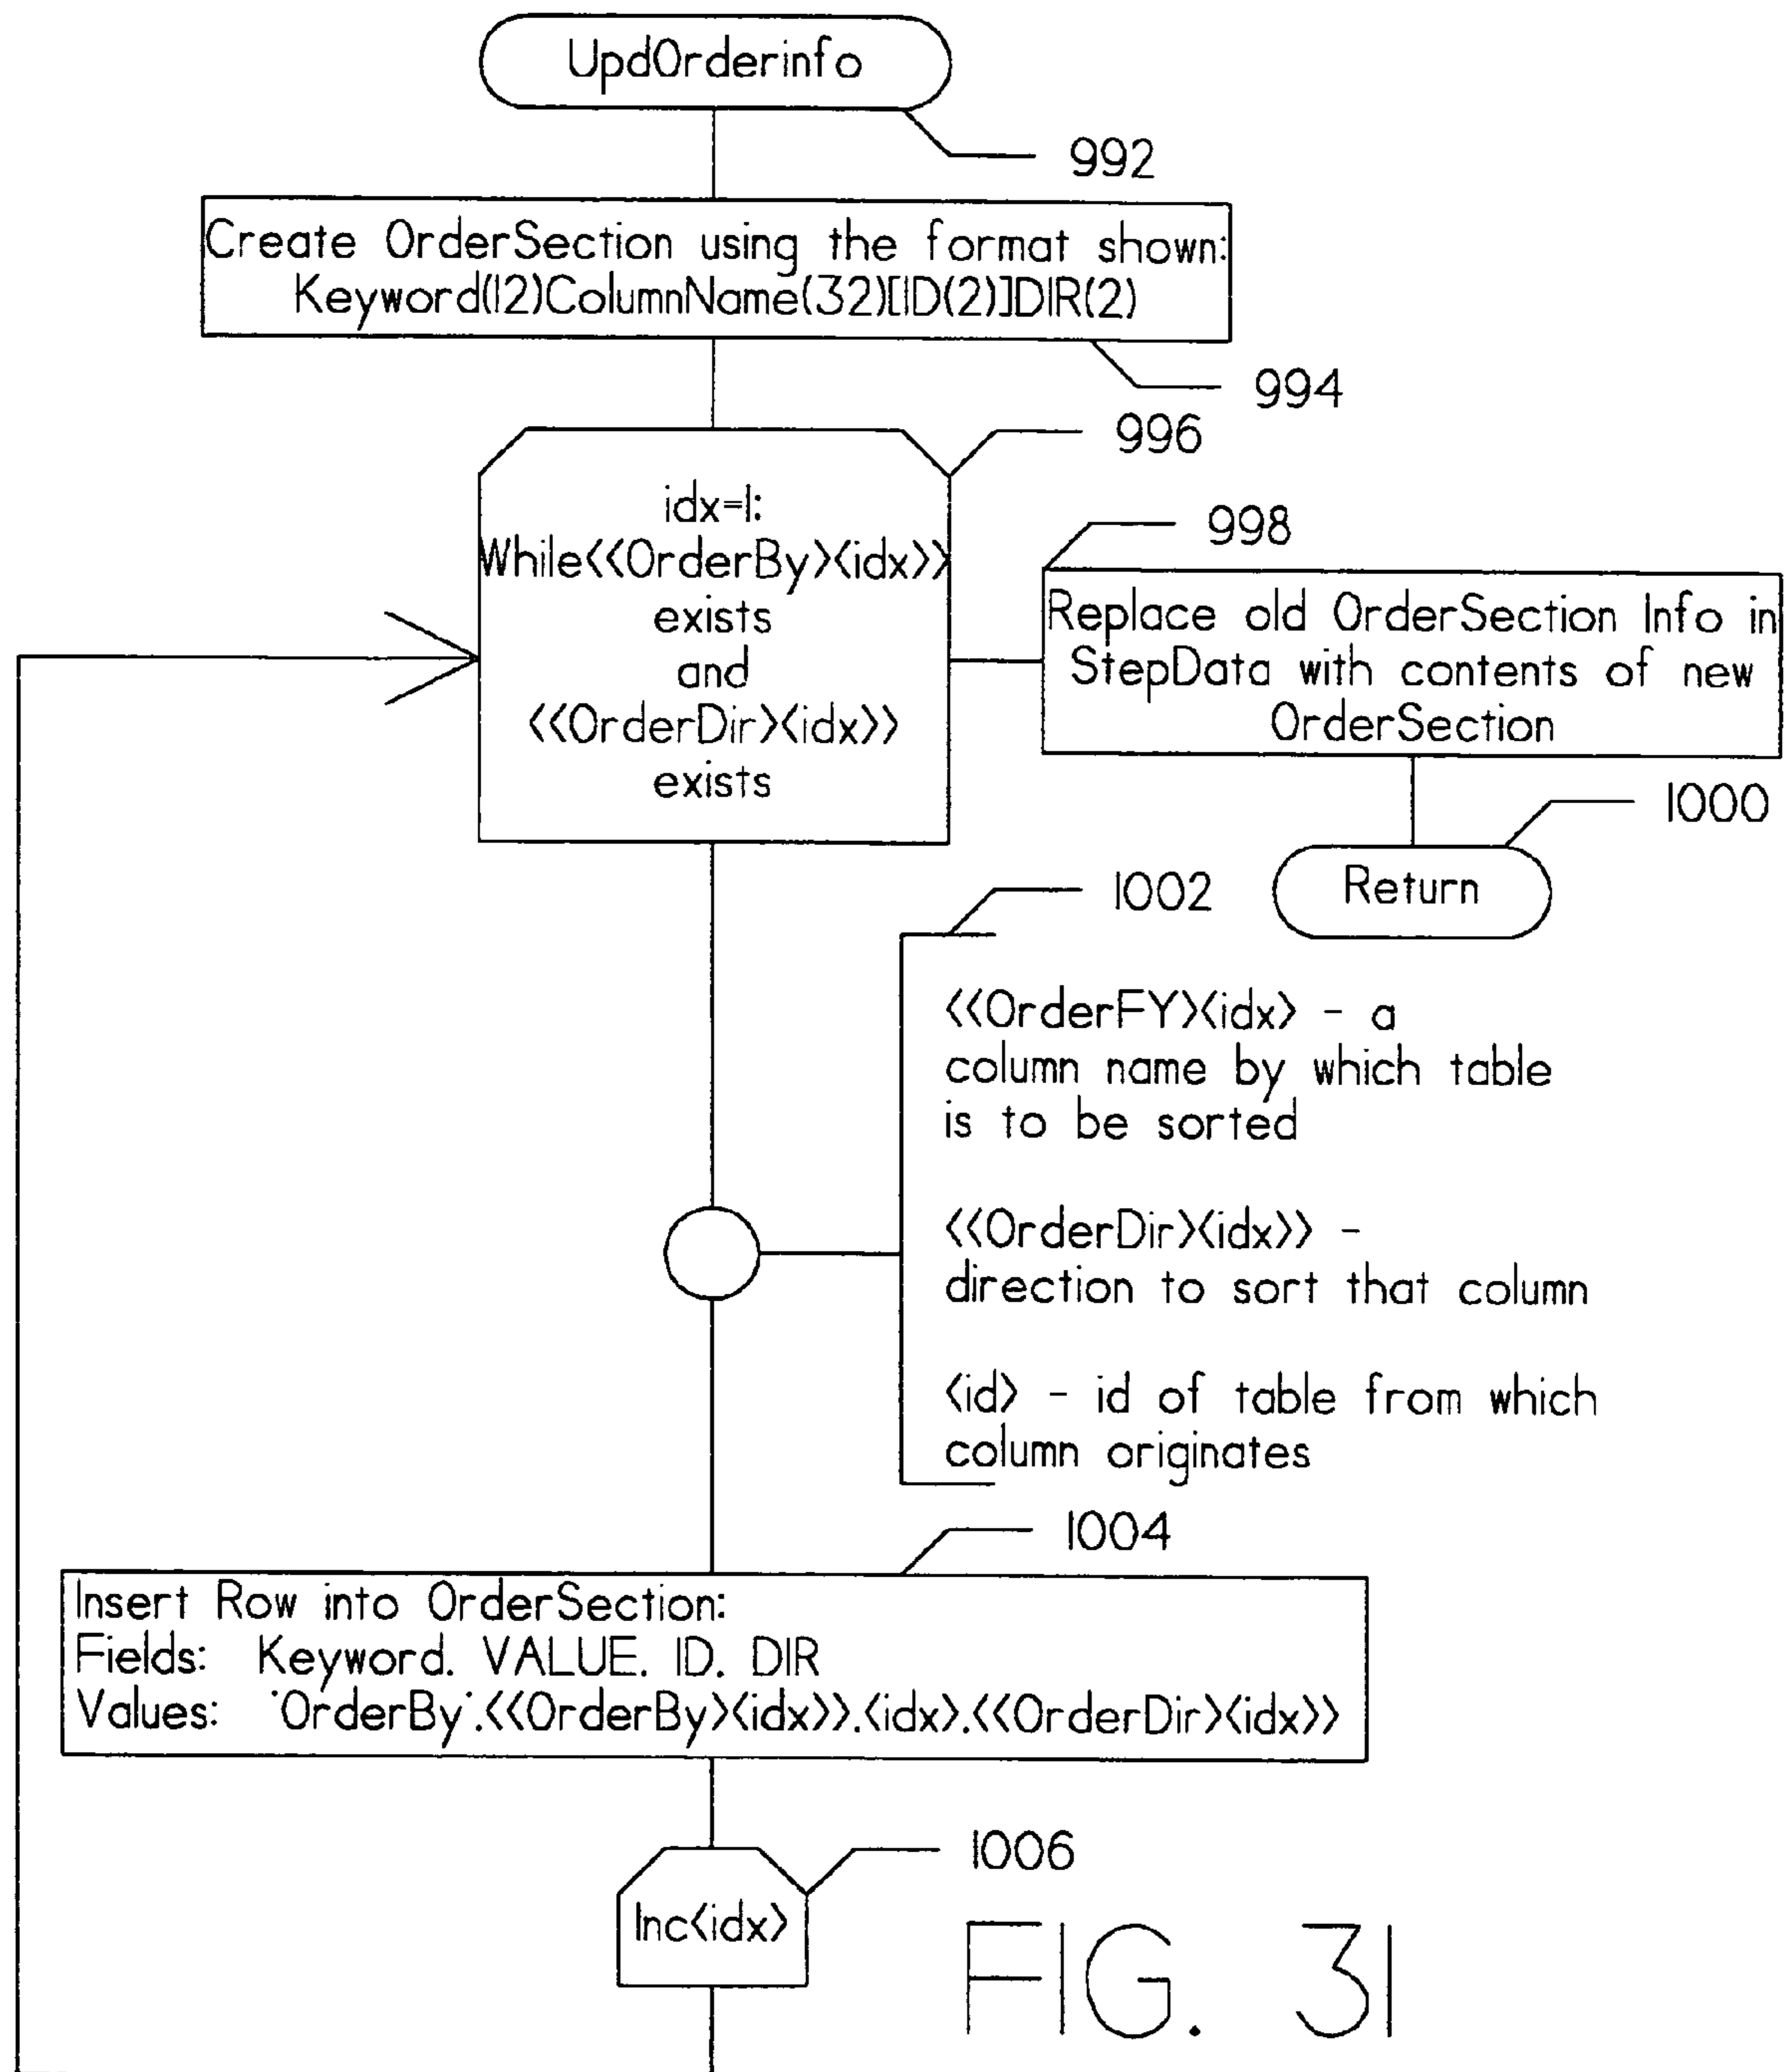 UpdOrderinfo
992
Create OrderSection using the format shown:
Keyword(12)ColumnName(32)[ID(2)]DIR(2)
994
996
idx=1:
While<<OrderBy><idx>>
exists
and
<<OrderDir><idx>>
exists
998
Replace old OrderSection Info in
StepData with contents of new
OrderSection
1000
Return
1002
<<OrderFY><idx> - a
column name by which table
is to be sorted
<<OrderDir><idx>> -
direction to sort that column
<id> - id of table from which
column originates
1004
Insert Row into OrderSection:
Fields: Keyword. VALUE. ID. DIR
Values: 'OrderBy'.<<OrderBy><idx>>.<idx>.<<OrderDir><idx>>
1006
Inc<idx>
FIG. 31